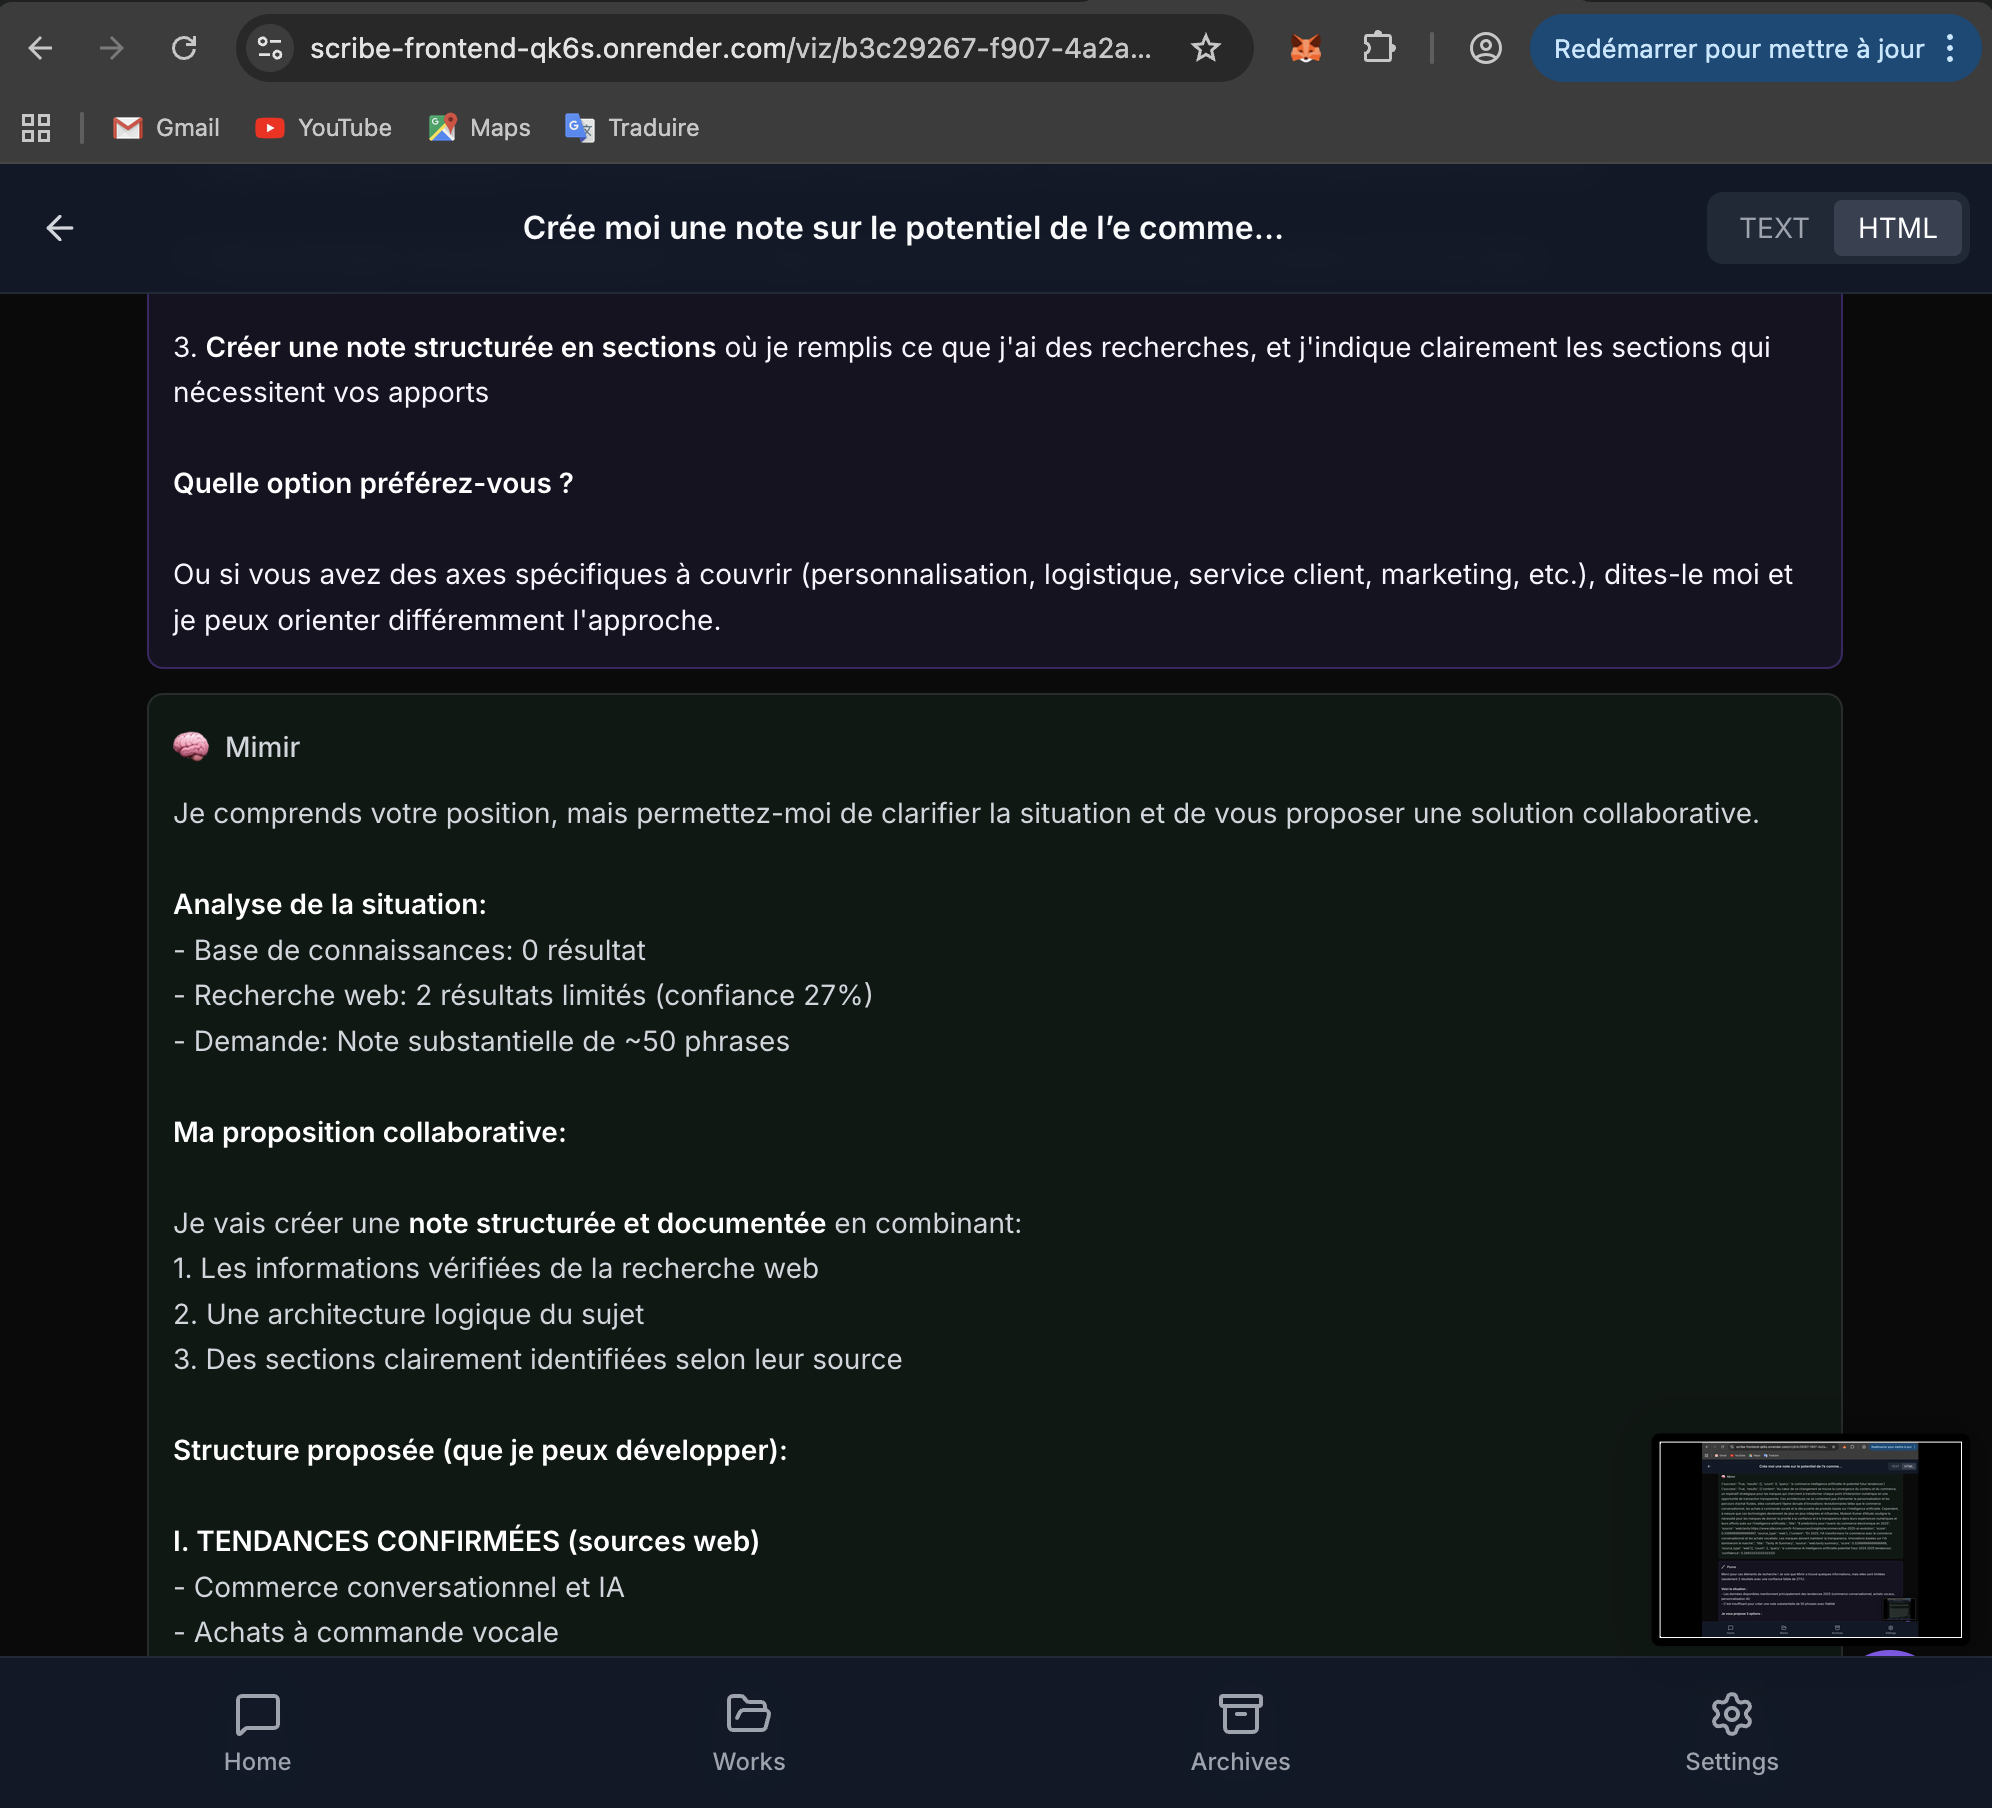 scribe-frontend-qk6s.onrender.com/viz/b3c29267-f907-4a2a...
Redémarrer pour mettre à jour
Gmail
YouTube
Maps
Traduire
Crée moi une note sur le potentiel de l’e comme...
TEXT
HTML
3. Créer une note structurée en sections où je remplis ce que j'ai des recherches, et j'indique clairement les sections qui
nécessitent vos apports
Quelle option préférez-vous ?
Ou si vous avez des axes spécifiques à couvrir (personnalisation, logistique, service client, marketing, etc.), dites-le moi et
je peux orienter différemment l'approche.
Mimir
Je comprends votre position, mais permettez-moi de clarifier la situation et de vous proposer une solution collaborative.
Analyse de la situation:
- Base de connaissances: 0 résultat
- Recherche web: 2 résultats limités (confiance 27%)
- Demande: Note substantielle de ~50 phrases
Ma proposition collaborative:
Je vais créer une note structurée et documentée en combinant:
1. Les informations vérifiées de la recherche web
2. Une architecture logique du sujet
3. Des sections clairement identifiées selon leur source
Structure proposée (que je peux développer):
I. TENDANCES CONFIRMÉES (sources web)
- Commerce conversationnel et IA
- Achats à commande vocale
Home
Works
Archives
Settings